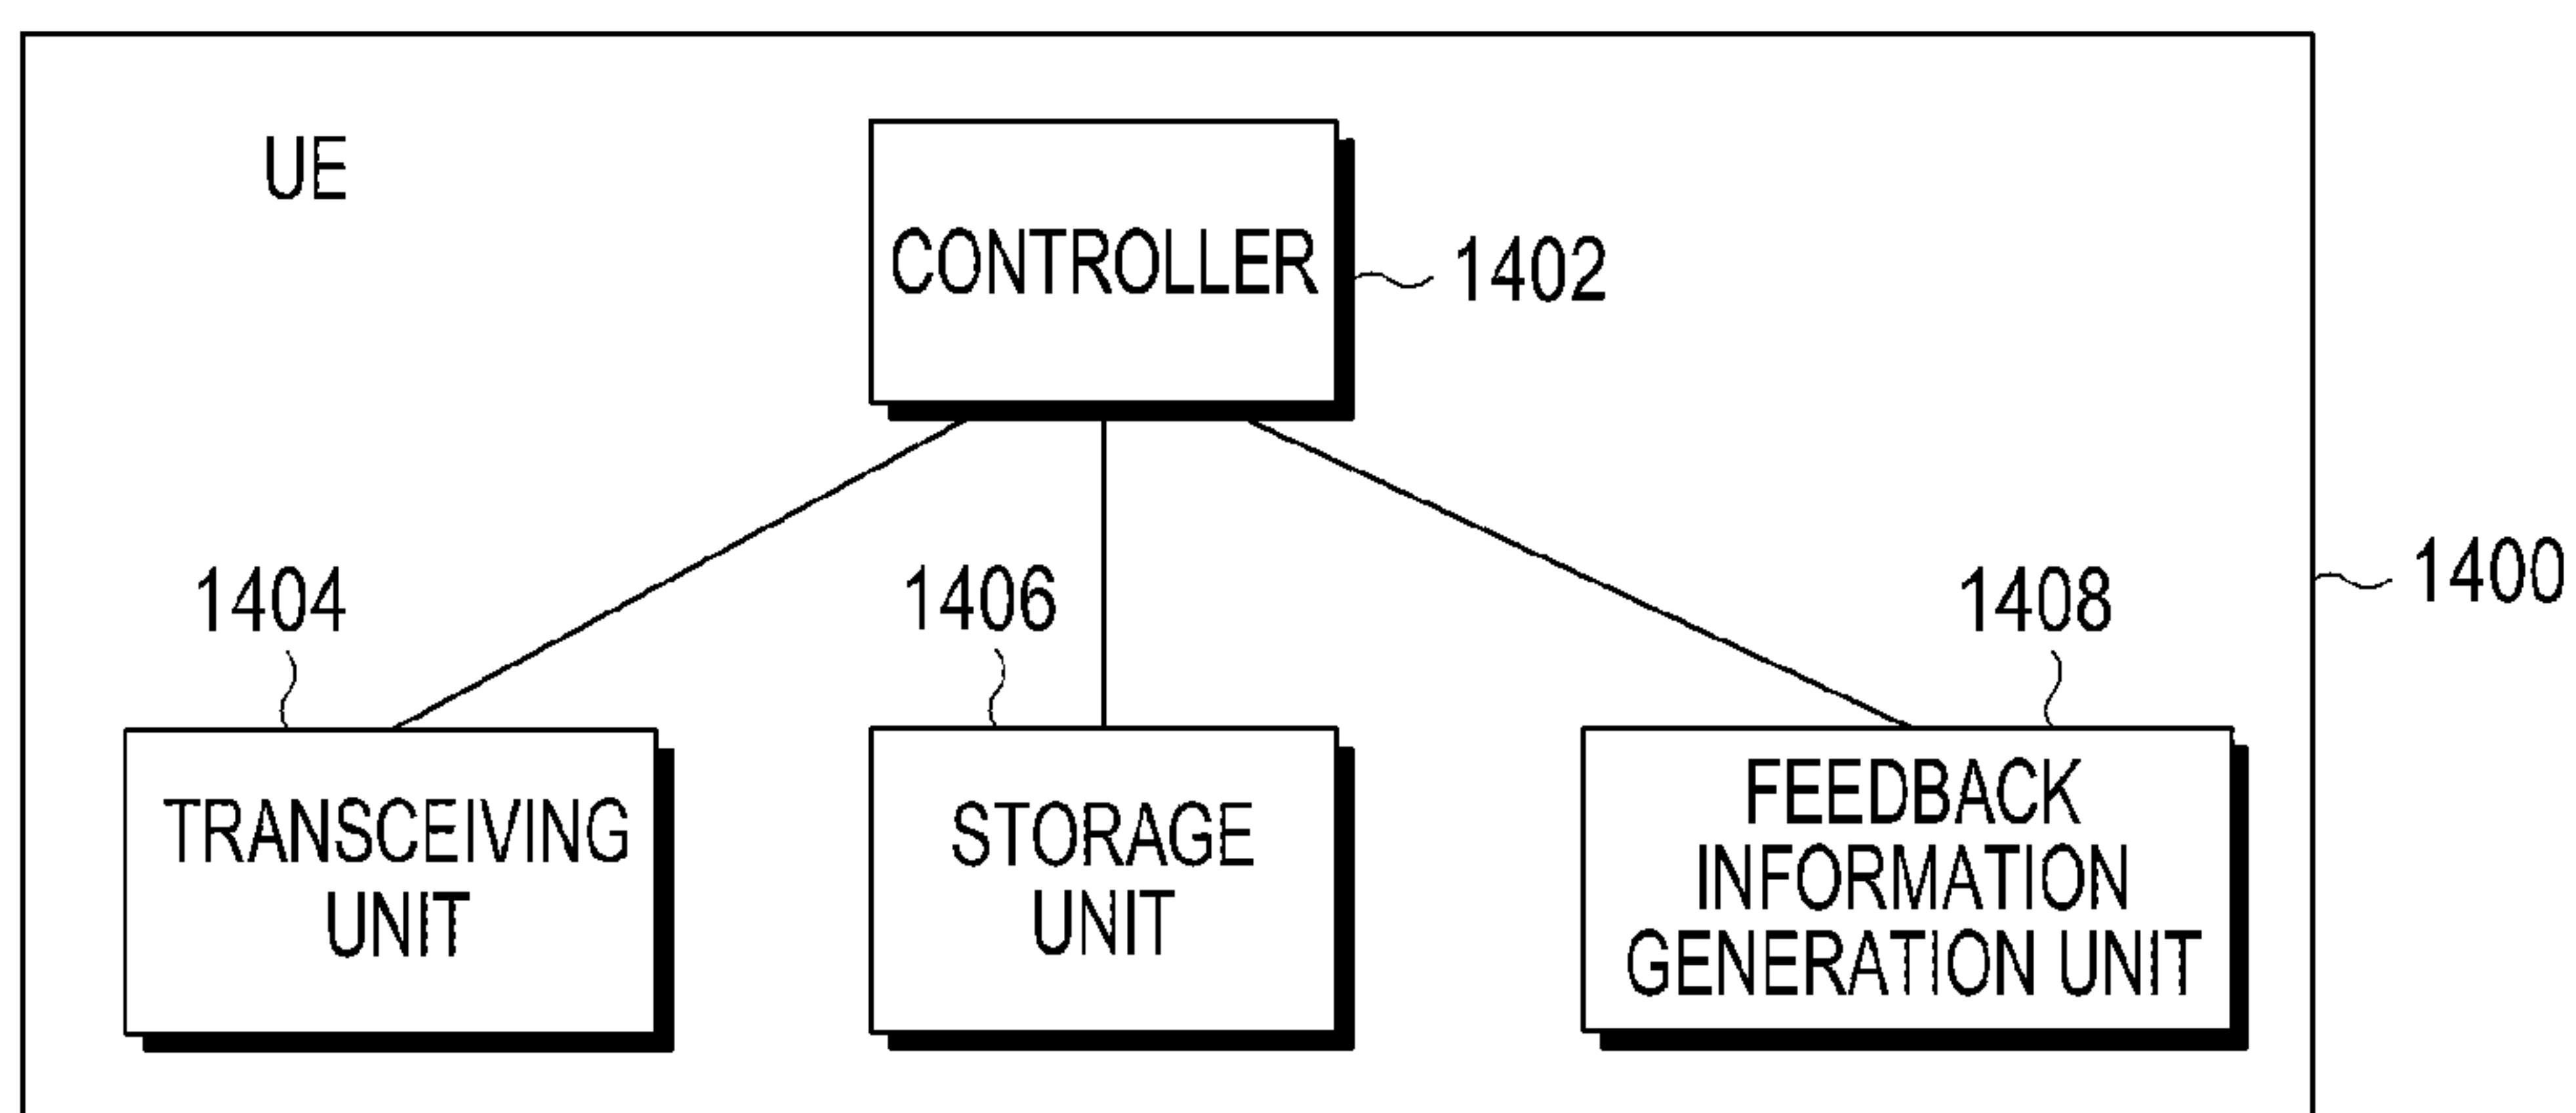 UE
CONTROLLER
1402
1400
1404
1406
1408
TRANSCEIVING
UNIT
STORAGE
UNIT
FEEDBACK
INFORMATION
GENERATION UNIT